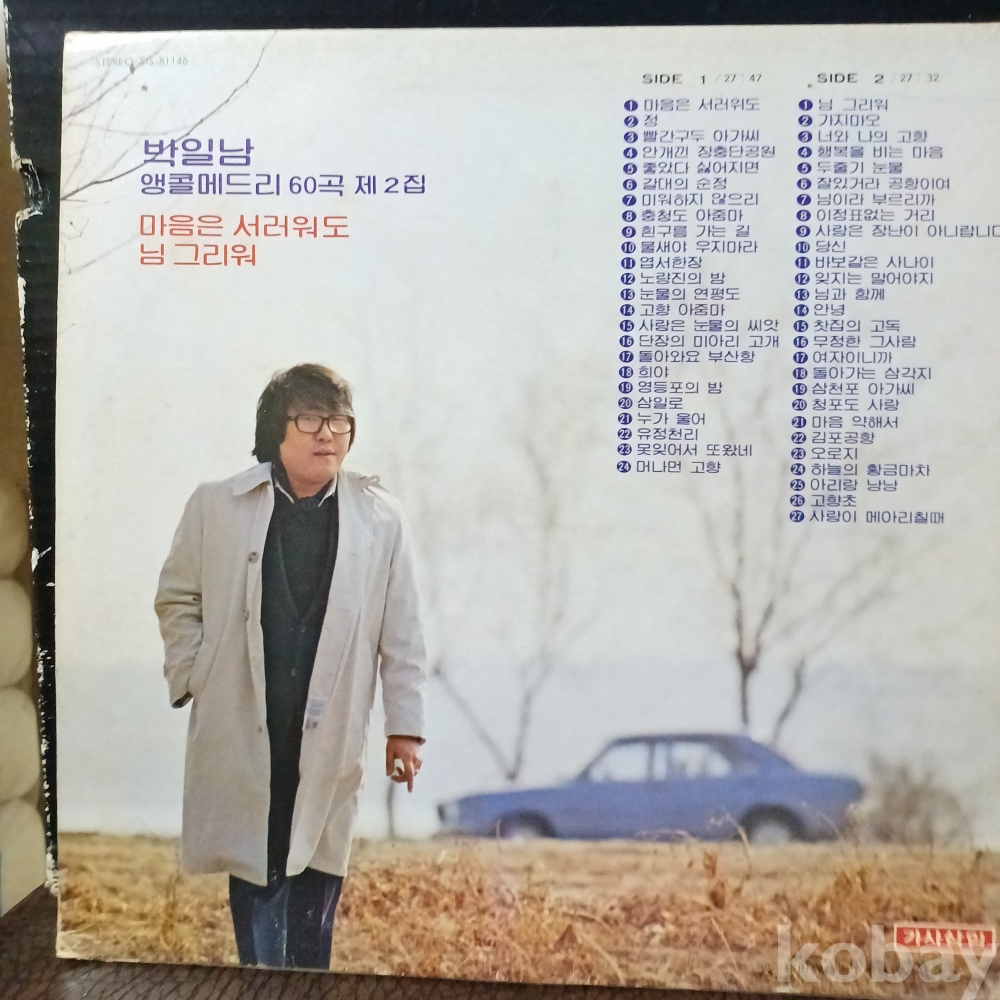 STEREO SIS-81146
박일남
앵콜메드리 60곡 제2집
마음은 서러워도
님 그리워
SIDE 1 / 27:47
1 마음은 서러워도
2 정
3 빨간구두 아가씨
4 안개낀 장충단공원
5 좋았다 싫어지면
6 갈대의 순정
7 미워하지 않으리
8 충청도 아줌마
9 흰구름 가는 길
10 물새야 우지마라
11 엽서한장
12 노량진의 밤
13 눈물의 연평도
14 고향 아줌마
15 사랑은 눈물의 씨앗
16 단장의 미아리 고개
17 돌아와요 부산항
18 희야
19 영등포의 밤
20 삼일로
21 누가 울어
22 유정천리
23 못잊어서 또왔네
24 머나먼 고향
SIDE 2 / 27:32
1 님 그리워
2 가지마오
3 너와 나의 고향
4 행복을 비는 마음
5 두줄기 눈물
6 잘있거라 공항이여
7 님이라 부르리까
8 이정표없는 거리
9 사랑은 장난이 아니랍니다
10 당신
11 바보같은 사나이
12 잊지는 말어야지
13 님과 함께
14 안녕
15 찻집의 고독
16 무정한 그사람
17 여자이니까
18 돌아가는 삼각지
19 삼천포 아가씨
20 청포도 사랑
21 마음 약해서
22 김포공항
23 오로지
24 하늘의 황금마차
25 아리랑 낭낭
26 고향초
27 사랑이 메아리칠때
가사삽입
kobay